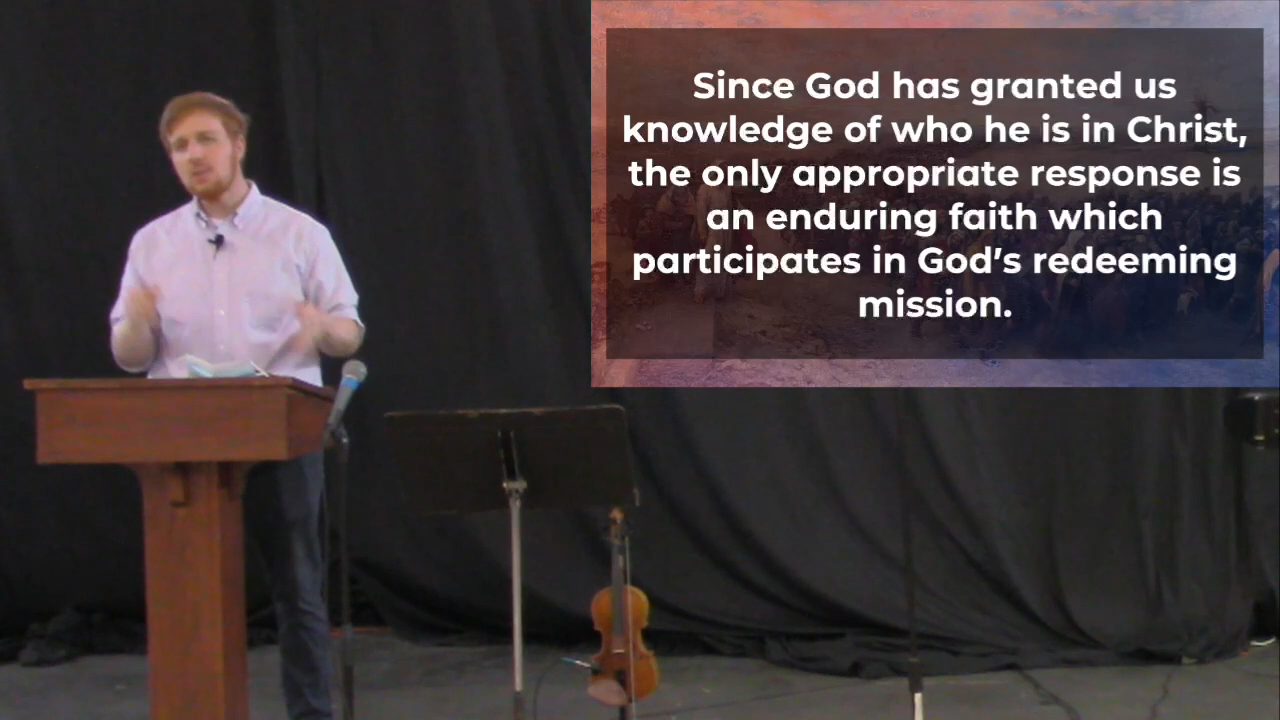 Since God has granted us
knowledge of who he is in Christ,
the only appropriate response is
an enduring faith which
participates in God's redeeming
mission.